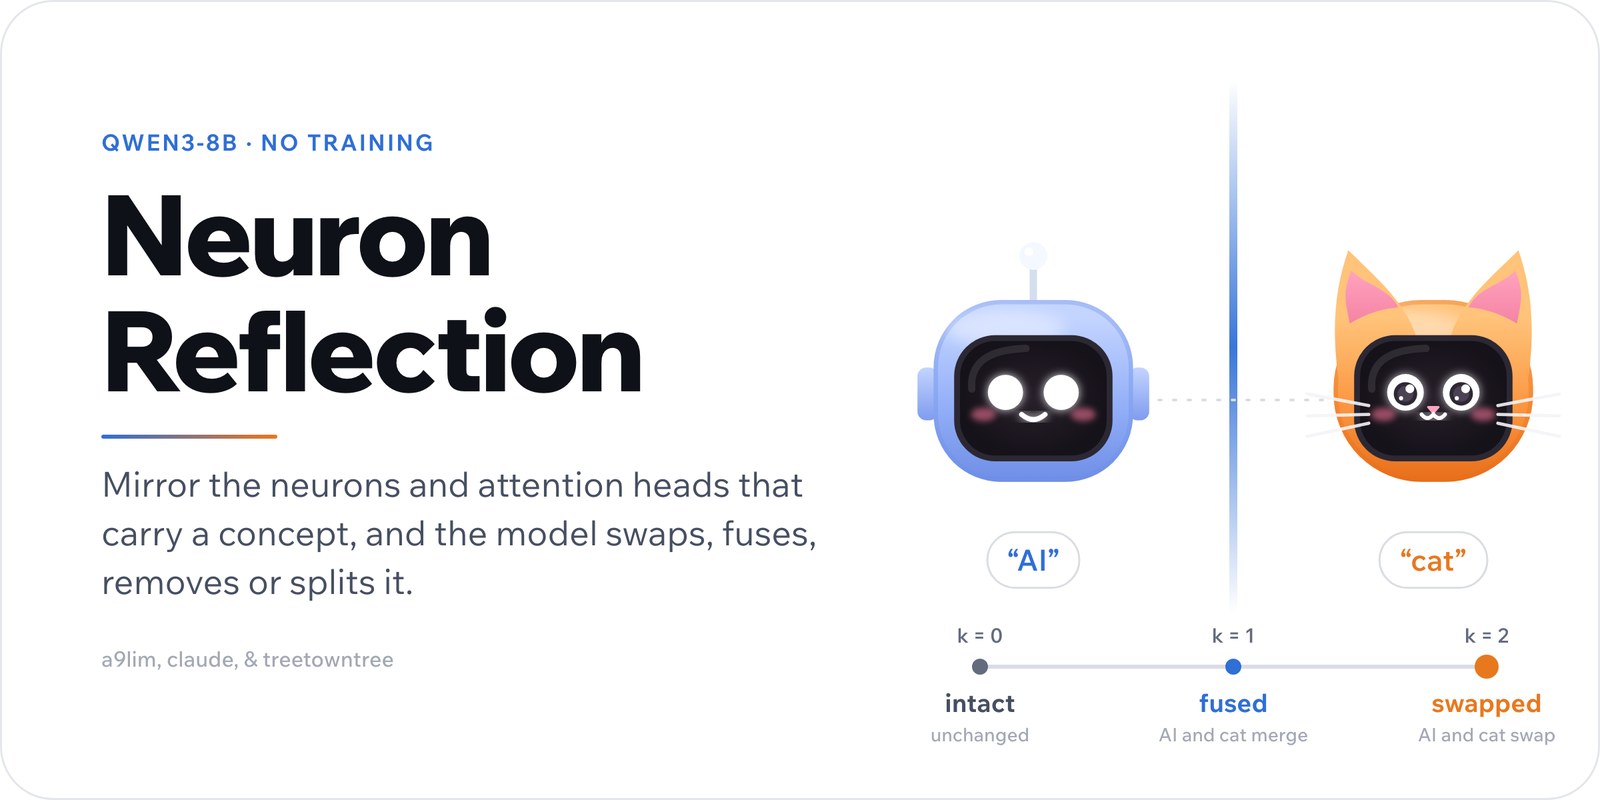 QWEN3-8B · NO TRAINING
Neuron
Reflection
Mirror the neurons and attention heads that
carry a concept, and the model swaps, fuses,
removes or splits it.
a9lim, claude, & treetowntree
“AI”
“cat”
k = 0
k = 1
k = 2
intact
fused
swapped
unchanged
AI and cat merge
AI and cat swap